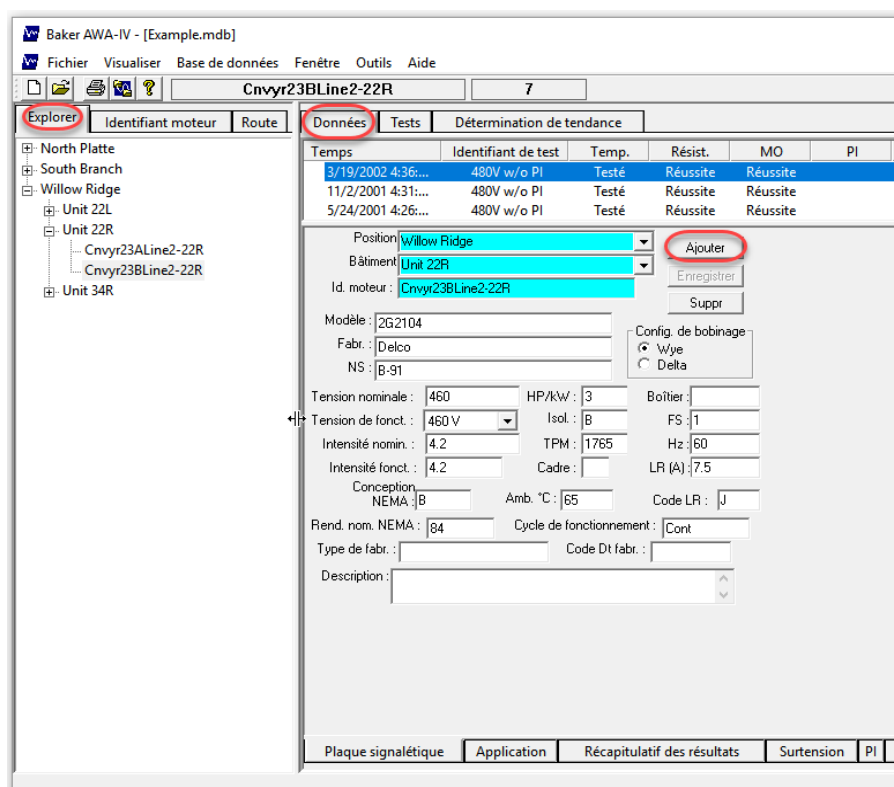 Baker AWA-IV - [Example.mdb]
Fichier Visualiser Base de données Fenêtre Outils Aide
Cnvyr23BLine2-22R 7
Explorer Identifiant moteur Route
North Platte
South Branch
Willow Ridge
Unit 22L
Unit 22R
Cnvyr23ALine2-22R
Cnvyr23BLine2-22R
Unit 34R
Données Tests Détermination de tendance
Temps Identifiant de test Temp. Résist. MO PI
3/19/2002 4:36:... 480V w/o PI Testé Réussite Réussite
11/2/2001 4:31:... 480V w/o PI Testé Réussite Réussite
5/24/2001 4:26:... 480V w/o PI Testé Réussite Réussite
Position Willow Ridge Ajouter
Bâtiment Unit 22R Enregistrer
Id. moteur : Cnvyr23BLine2-22R Suppr
Modèle : 2G2104 Config. de bobinage
Fabr. : Delco Wye
NS : B-91 Delta
Tension nominale : 460 HP/kW : 3 Boîtier :
Tension de fonct. : 460 V Isol. : B FS : 1
Intensité nomin. : 4.2 TPM : 1765 Hz : 60
Intensité fonct. : 4.2 Cadre : LR (A) : 7.5
Conception
NEMA : B Amb. °C : 65 Code LR : J
Rend. nom. NEMA : 84 Cycle de fonctionnement : Cont
Type de fabr. : Code Dt fabr. :
Description :
Plaque signalétique Application Récapitulatif des résultats Surtension PI